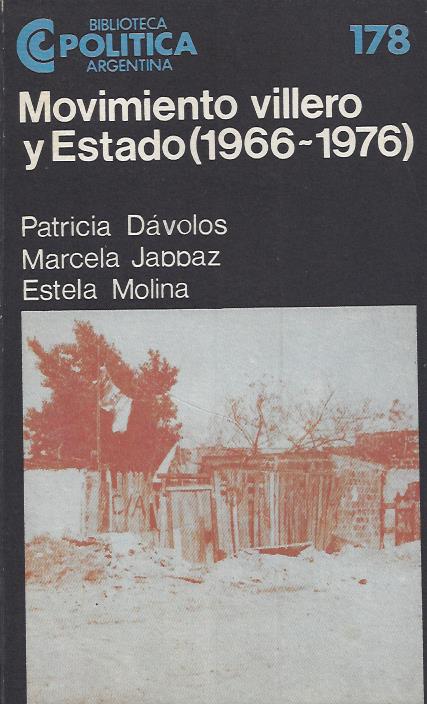 BIBLIOTECA
POLITICA
ARGENTINA
178
Movimiento villero
y Estado (1966~1976)
Patricia Dávolos
Marcela Jabbaz
Estela Molina